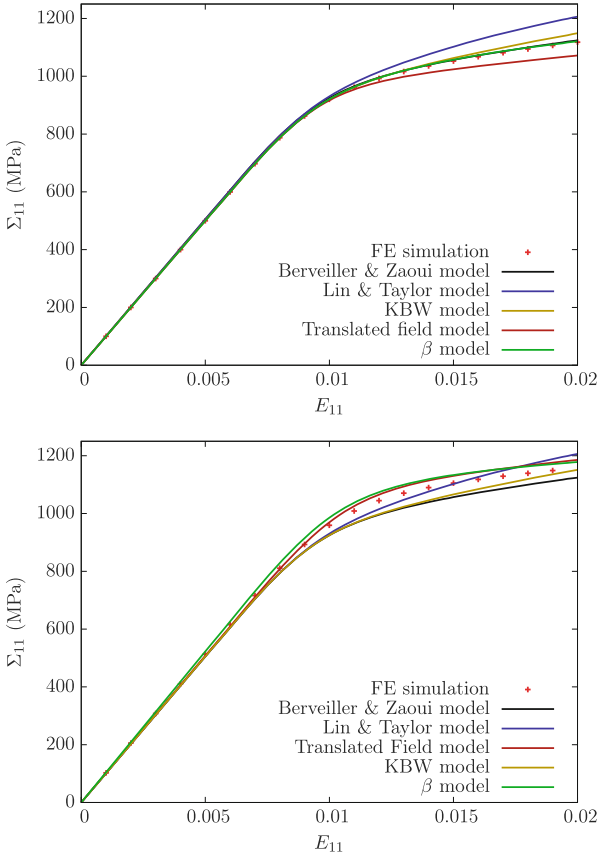 1200
1000
800
600
400
200
0
Σ11 (MPa)
FE simulation
Berveiller & Zaoui model
Lin & Taylor model
KBW model
Translated field model
β model
0 0.005 0.01 0.015 0.02
E11
1200
1000
800
600
400
200
0
Σ11 (MPa)
FE simulation
Berveiller & Zaoui model
Lin & Taylor model
Translated Field model
KBW model
β model
0 0.005 0.01 0.015 0.02
E11